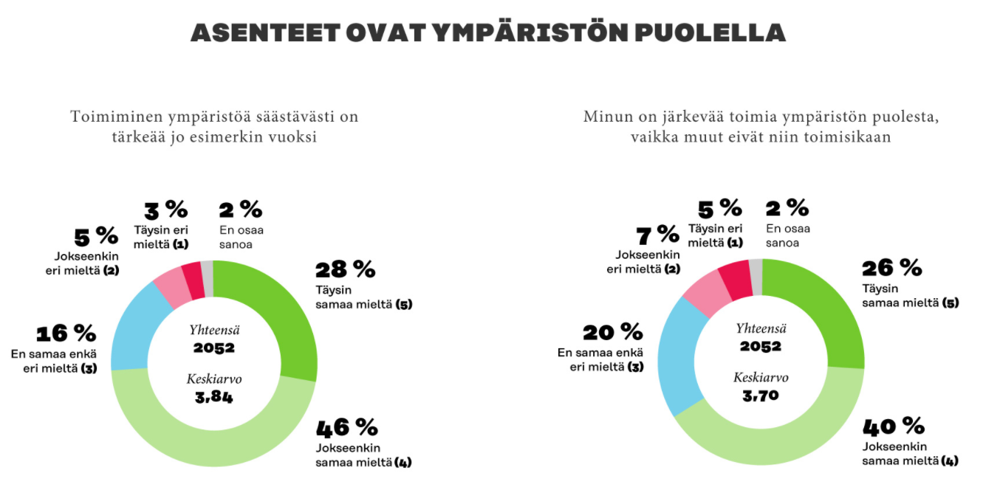 ASENTEET OVAT YMPÄRISTÖN PUOLELLA
Toimiminen ympäristöä säästävästi on
tärkeää jo esimerkin vuoksi
3 %
Täysin eri
mieltä (1)
2 %
En osaa
sanoa
5 %
Jokseenkin
eri mieltä (2)
28 %
Täysin
samaa mieltä (5)
16 %
En samaa enkä
eri mieltä (3)
Yhteensä
2052
Keskiarvo
3,84
46 %
Jokseenkin
samaa mieltä (4)
Minun on järkevää toimia ympäristön puolesta,
vaikka muut eivät niin toimisikaan
5 %
Täysin eri
mieltä (1)
2 %
En osaa
sanoa
7 %
Jokseenkin
eri mieltä (2)
26 %
Täysin
samaa mieltä (5)
20 %
En samaa enkä
eri mieltä (3)
Yhteensä
2052
Keskiarvo
3,70
40 %
Jokseenkin
samaa mieltä (4)